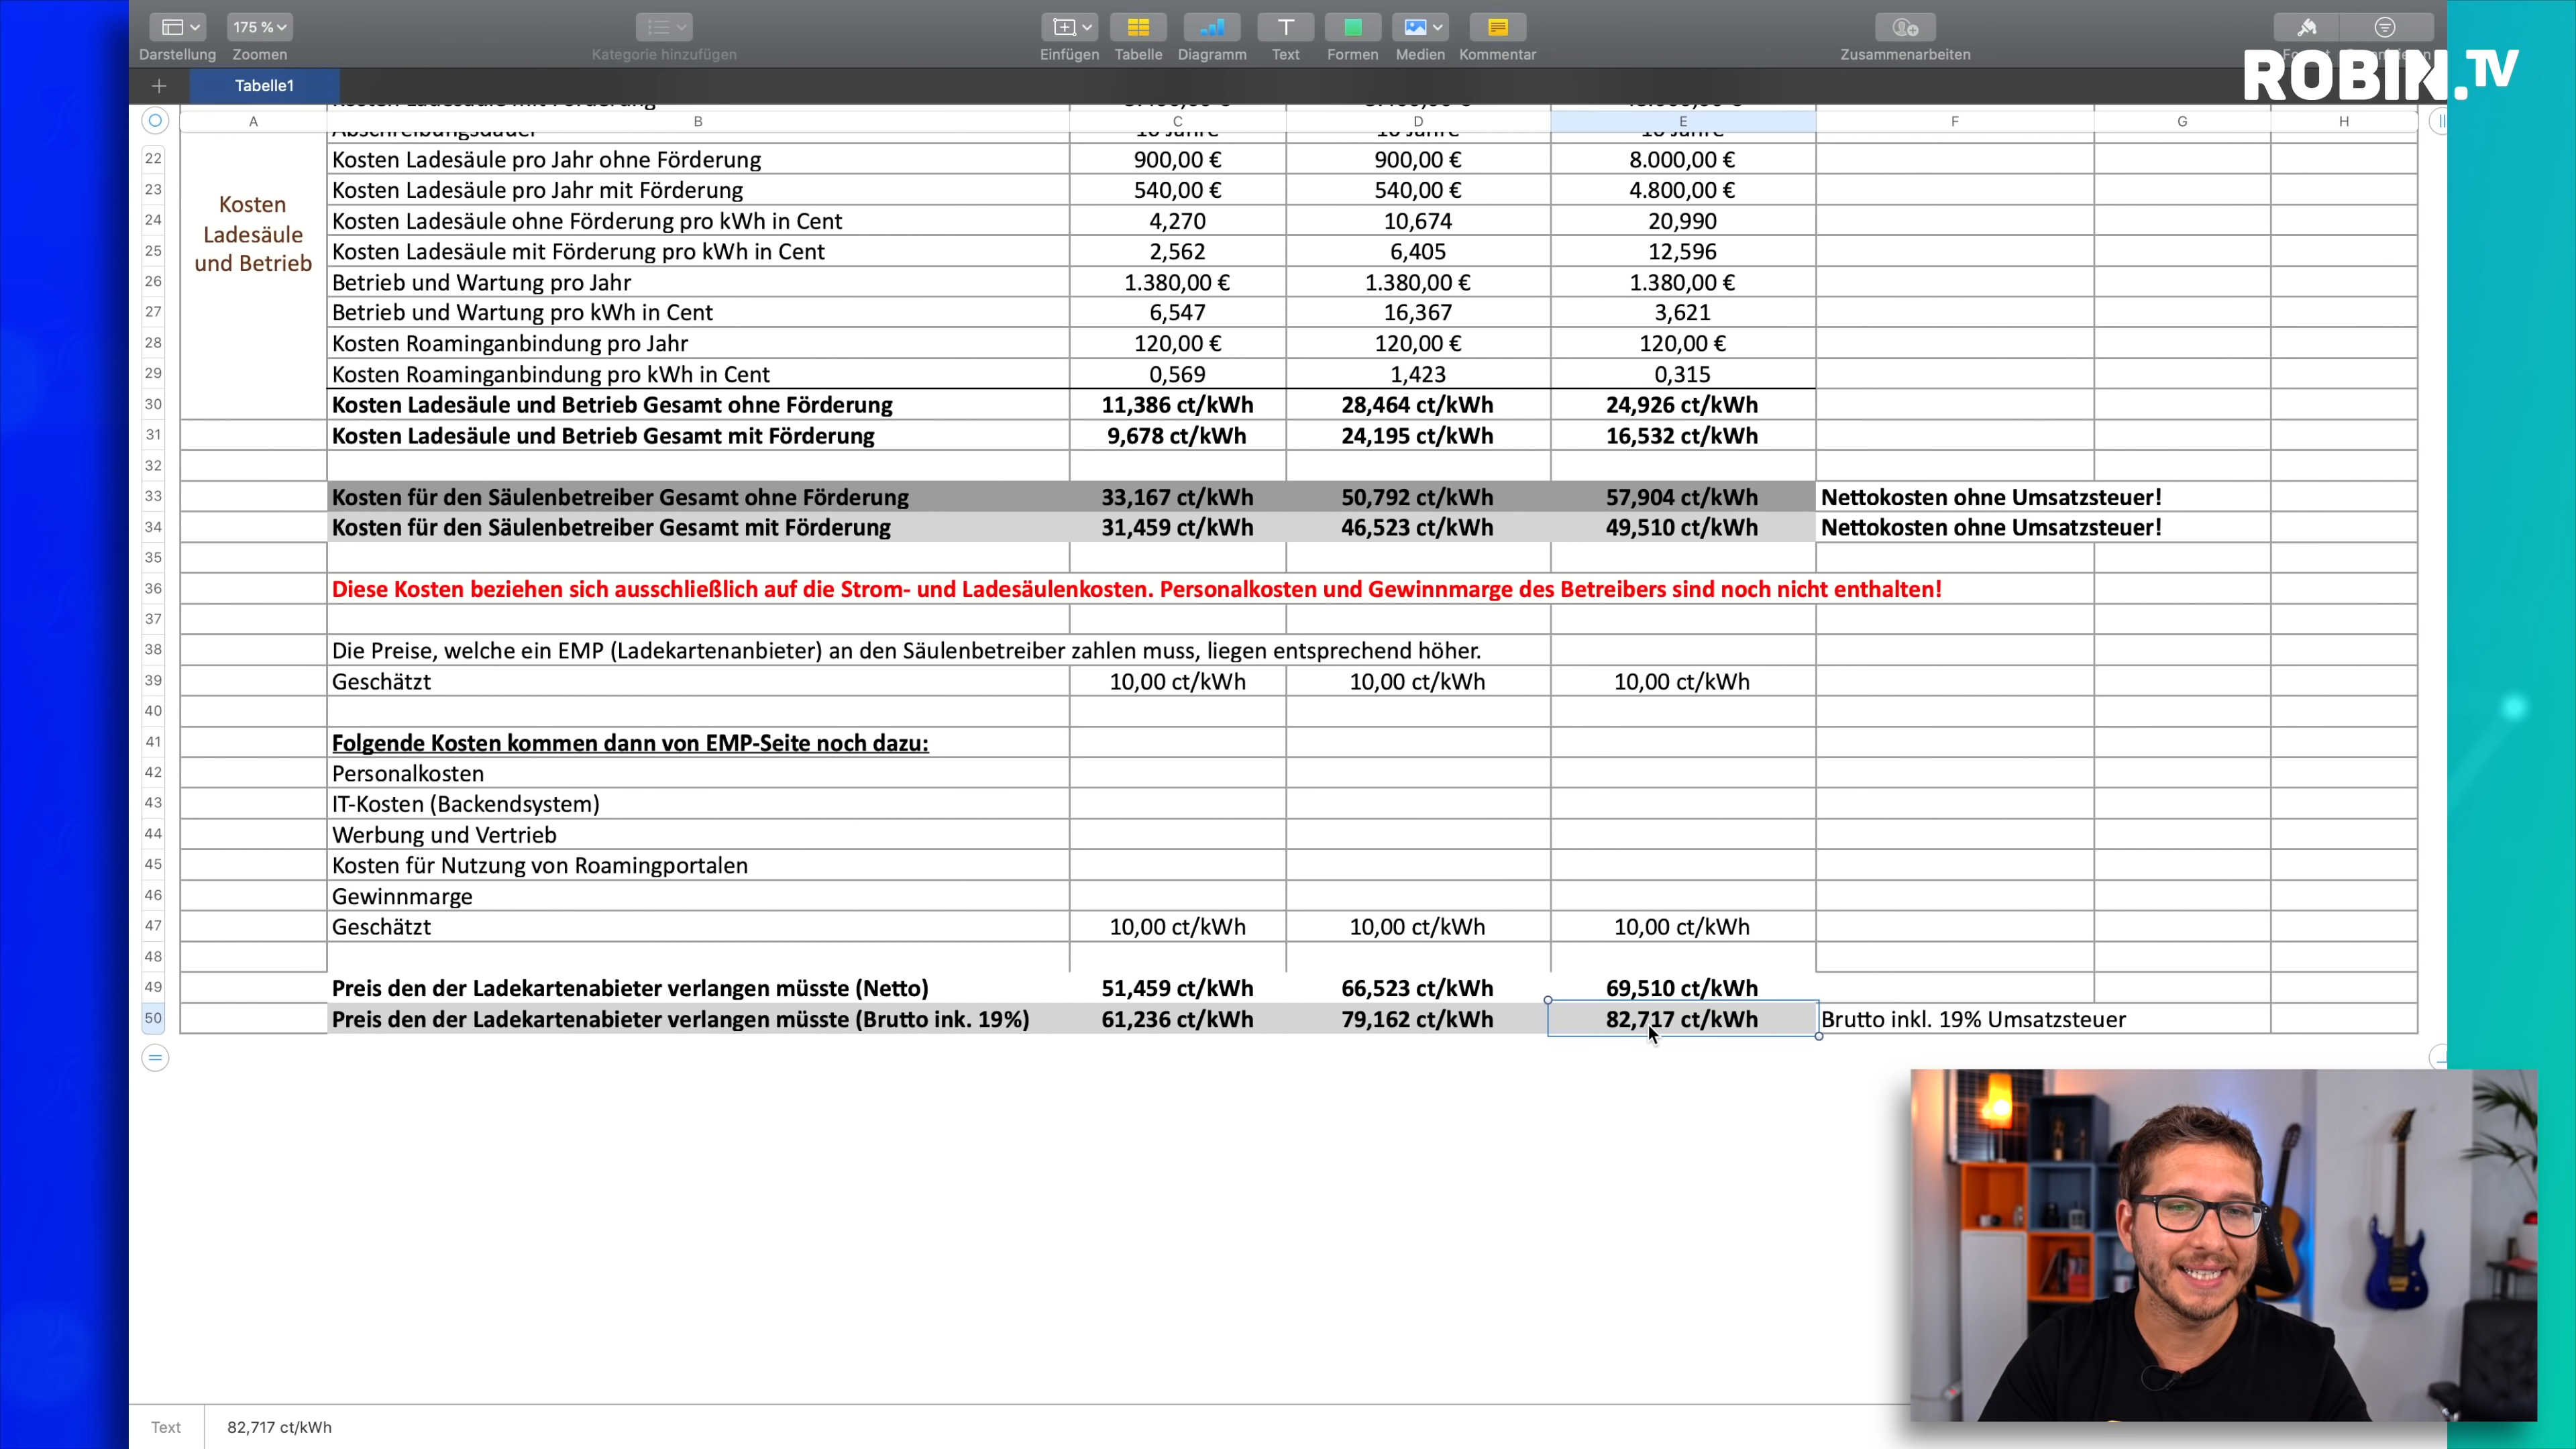 175 %
Darstellung Zoomen Kategorie hinzufügen Einfügen Tabelle Diagramm Text Formen Medien Kommentar Zusammenarbeiten
ROBIN.TV
Tabelle1
A B C D E F G H
Abschreibungsdauer 10 Jahre 10 Jahre 10 Jahre
Kosten
Ladesäule
und Betrieb
22 Kosten Ladesäule pro Jahr ohne Förderung 900,00 € 900,00 € 8.000,00 €
23 Kosten Ladesäule pro Jahr mit Förderung 540,00 € 540,00 € 4.800,00 €
24 Kosten Ladesäule ohne Förderung pro kWh in Cent 4,270 10,674 20,990
25 Kosten Ladesäule mit Förderung pro kWh in Cent 2,562 6,405 12,596
26 Betrieb und Wartung pro Jahr 1.380,00 € 1.380,00 € 1.380,00 €
27 Betrieb und Wartung pro kWh in Cent 6,547 16,367 3,621
28 Kosten Roaminganbindung pro Jahr 120,00 € 120,00 € 120,00 €
29 Kosten Roaminganbindung pro kWh in Cent 0,569 1,423 0,315
30 Kosten Ladesäule und Betrieb Gesamt ohne Förderung 11,386 ct/kWh 28,464 ct/kWh 24,926 ct/kWh
31 Kosten Ladesäule und Betrieb Gesamt mit Förderung 9,678 ct/kWh 24,195 ct/kWh 16,532 ct/kWh
32
33 Kosten für den Säulenbetreiber Gesamt ohne Förderung 33,167 ct/kWh 50,792 ct/kWh 57,904 ct/kWh Nettokosten ohne Umsatzsteuer!
34 Kosten für den Säulenbetreiber Gesamt mit Förderung 31,459 ct/kWh 46,523 ct/kWh 49,510 ct/kWh Nettokosten ohne Umsatzsteuer!
35
36 Diese Kosten beziehen sich ausschließlich auf die Strom- und Ladesäulenkosten. Personalkosten und Gewinnmarge des Betreibers sind noch nicht enthalten!
37
38 Die Preise, welche ein EMP (Ladekartenanbieter) an den Säulenbetreiber zahlen muss, liegen entsprechend höher.
39 Geschätzt 10,00 ct/kWh 10,00 ct/kWh 10,00 ct/kWh
40
41 Folgende Kosten kommen dann von EMP-Seite noch dazu:
42 Personalkosten
43 IT-Kosten (Backendsystem)
44 Werbung und Vertrieb
45 Kosten für Nutzung von Roamingportalen
46 Gewinnmarge
47 Geschätzt 10,00 ct/kWh 10,00 ct/kWh 10,00 ct/kWh
48
49 Preis den der Ladekartenabieter verlangen müsste (Netto) 51,459 ct/kWh 66,523 ct/kWh 69,510 ct/kWh
50 Preis den der Ladekartenabieter verlangen müsste (Brutto ink. 19%) 61,236 ct/kWh 79,162 ct/kWh 82,717 ct/kWh Brutto inkl. 19% Umsatzsteuer
Text 82,717 ct/kWh